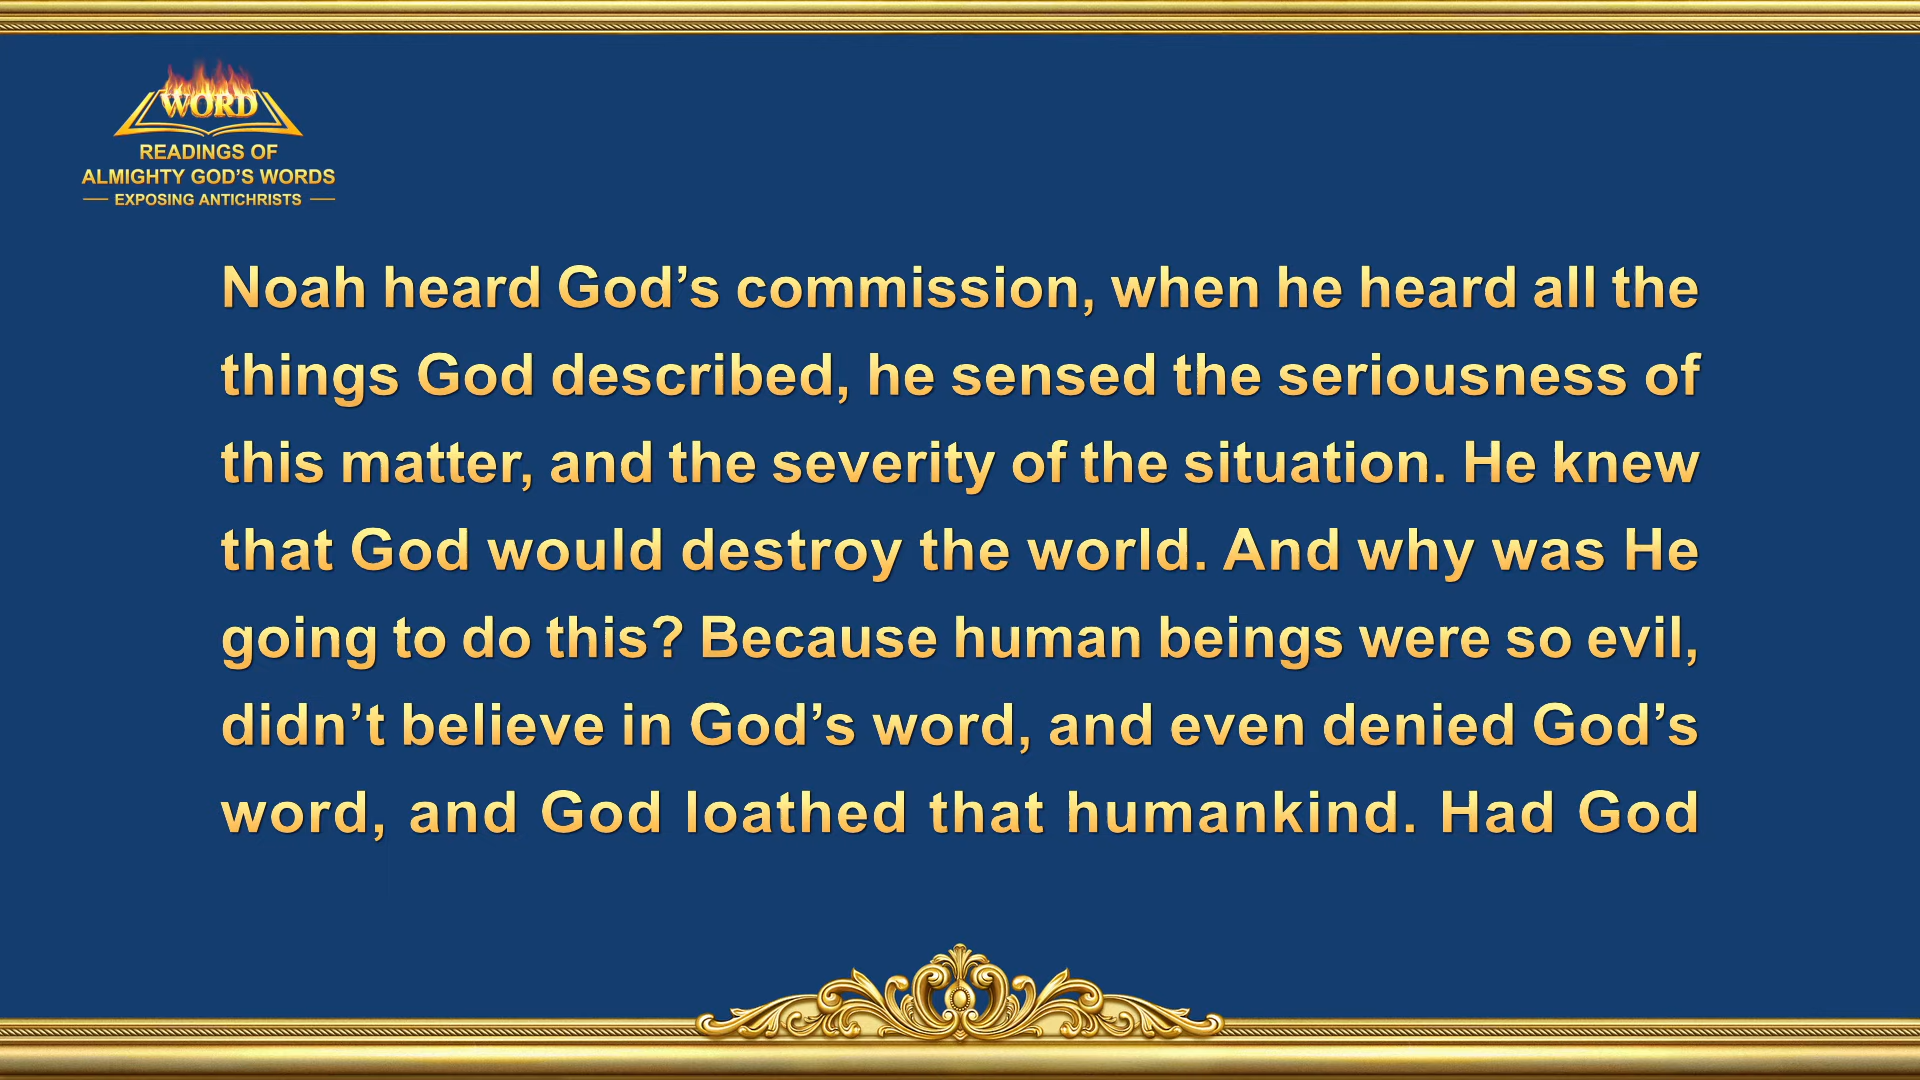 WORD
READINGS OF
ALMIGHTY GOD’S WORDS
EXPOSING ANTICHRISTS
Noah heard God’s commission, when he heard all the
things God described, he sensed the seriousness of
this matter, and the severity of the situation. He knew
that God would destroy the world. And why was He
going to do this? Because human beings were so evil,
didn’t believe in God’s word, and even denied God’s
word, and God loathed that humankind. Had God